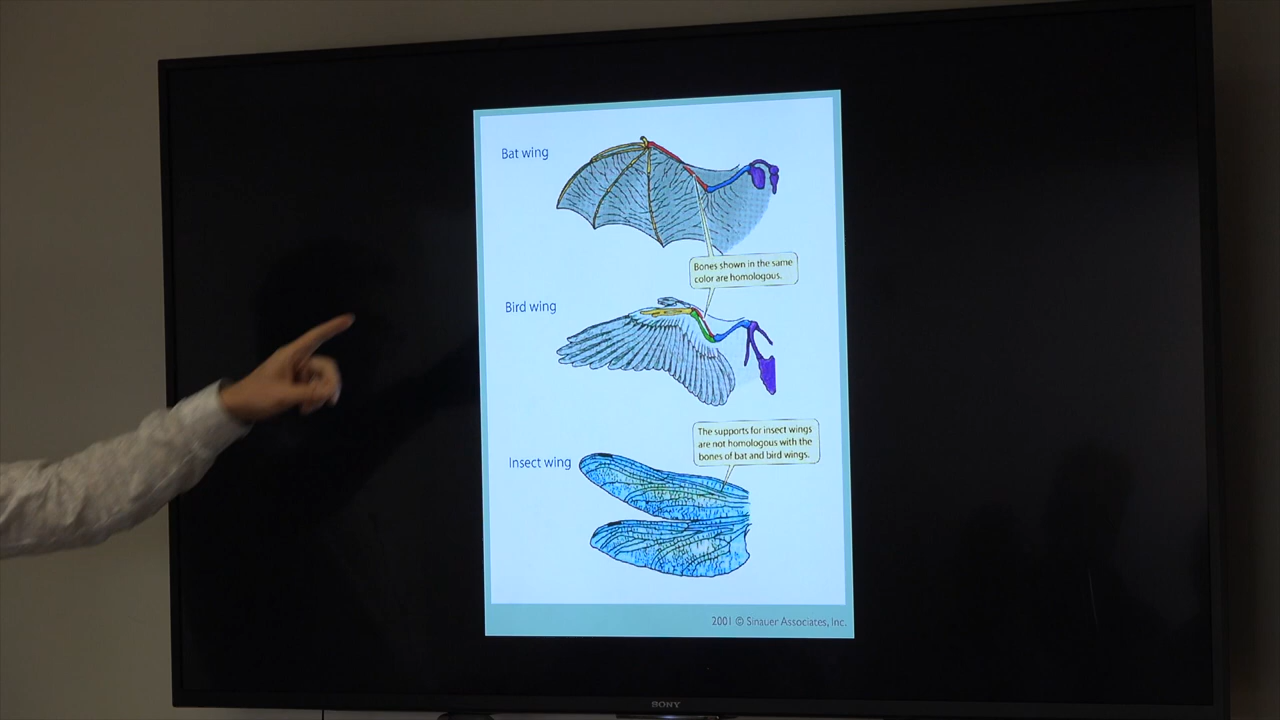 Bat wing
Bones shown in the same
color are homologous.
Bird wing
The supports for insect wings
are not homologous with the
bones of bat and bird wings.
Insect wing
2001 © Sinauer Associates, Inc.
SONY